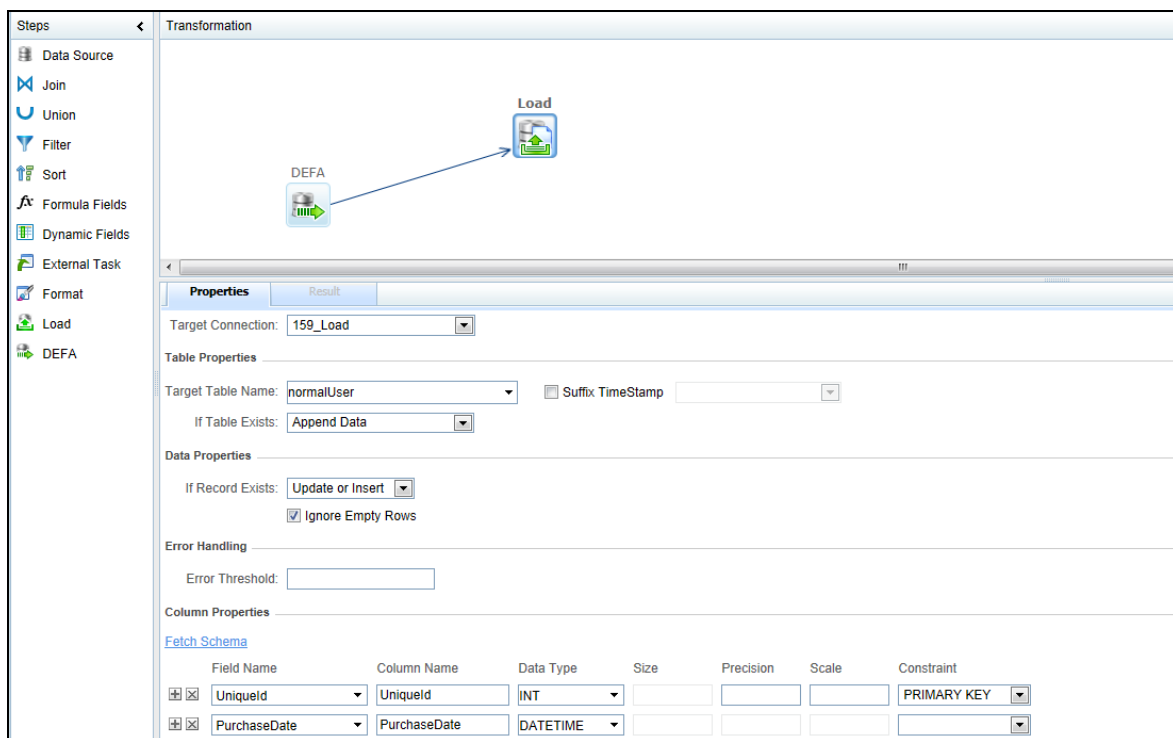 Steps
Data Source
Join
Union
Filter
Sort
fx Formula Fields
Dynamic Fields
External Task
Format
Load
DEFA
Transformation
Load
DEFA
Properties Result
Target Connection: 159_Load
Table Properties
Target Table Name: normalUser Suffix TimeStamp
If Table Exists: Append Data
Data Properties
If Record Exists: Update or Insert
Ignore Empty Rows
Error Handling
Error Threshold:
Column Properties
Fetch Schema
Field Name Column Name Data Type Size Precision Scale Constraint
UniqueId UniqueId INT PRIMARY KEY
PurchaseDate PurchaseDate DATETIME